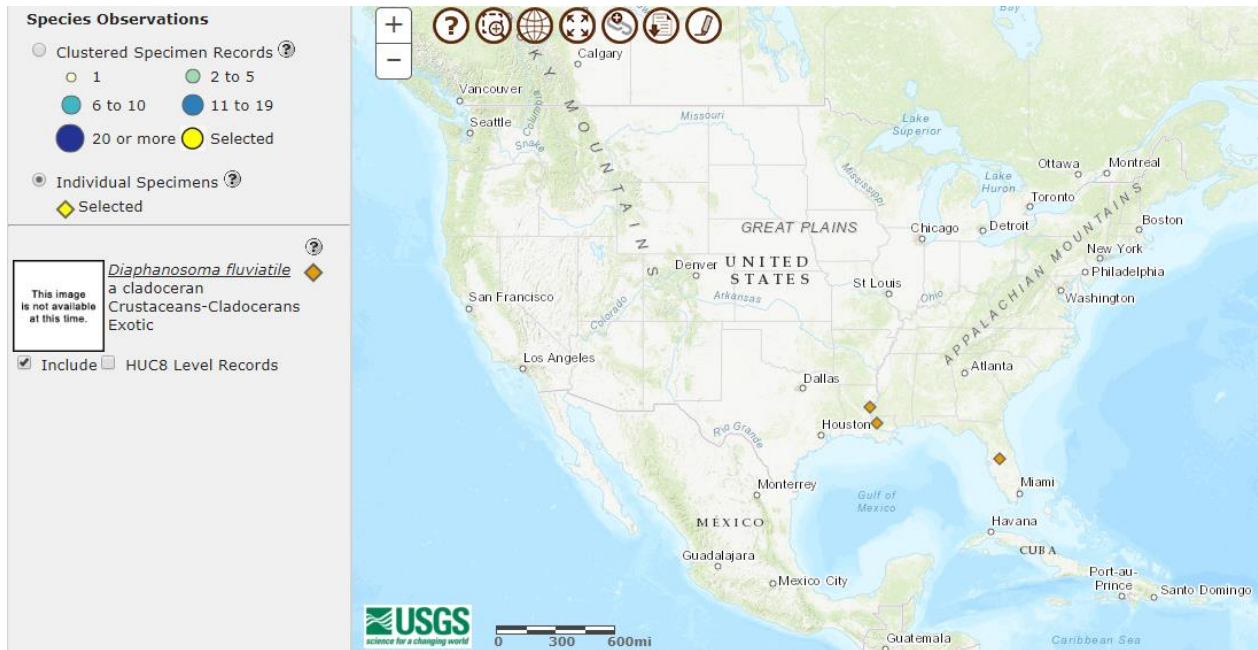 Species Observations
Clustered Specimen Records ?
1
2 to 5
6 to 10
11 to 19
20 or more
Selected
Individual Specimens ?
Selected
?
This image
is not available
at this time.
Diaphanosoma fluviatile
a cladoceran
Crustaceans-Cladocerans
Exotic
Include
HUC8 Level Records
+
−
?
Calgary
Vancouver
Seattle
Columbia
Snake
ROCKY MOUNTAINS
Missouri
Mississippi
Lake
Superior
Bay
Lake
Huron
Ottawa
Montreal
Toronto
Boston
Chicago
Detroit
New York
Philadelphia
Washington
APPALACHIAN MOUNTAINS
GREAT PLAINS
UNITED
STATES
Denver
St Louis
Ohio
Arkansas
San Francisco
Colorado
Los Angeles
Dallas
Atlanta
Houston
Rio Grande
Monterrey
Gulf of
Mexico
Miami
MÉXICO
Havana
CUBA
Guadalajara
Mexico City
Port-au-
Prince
Santo Domingo
Guatemala
Caribbean Sea
USGS
science for a changing world
0 300 600mi